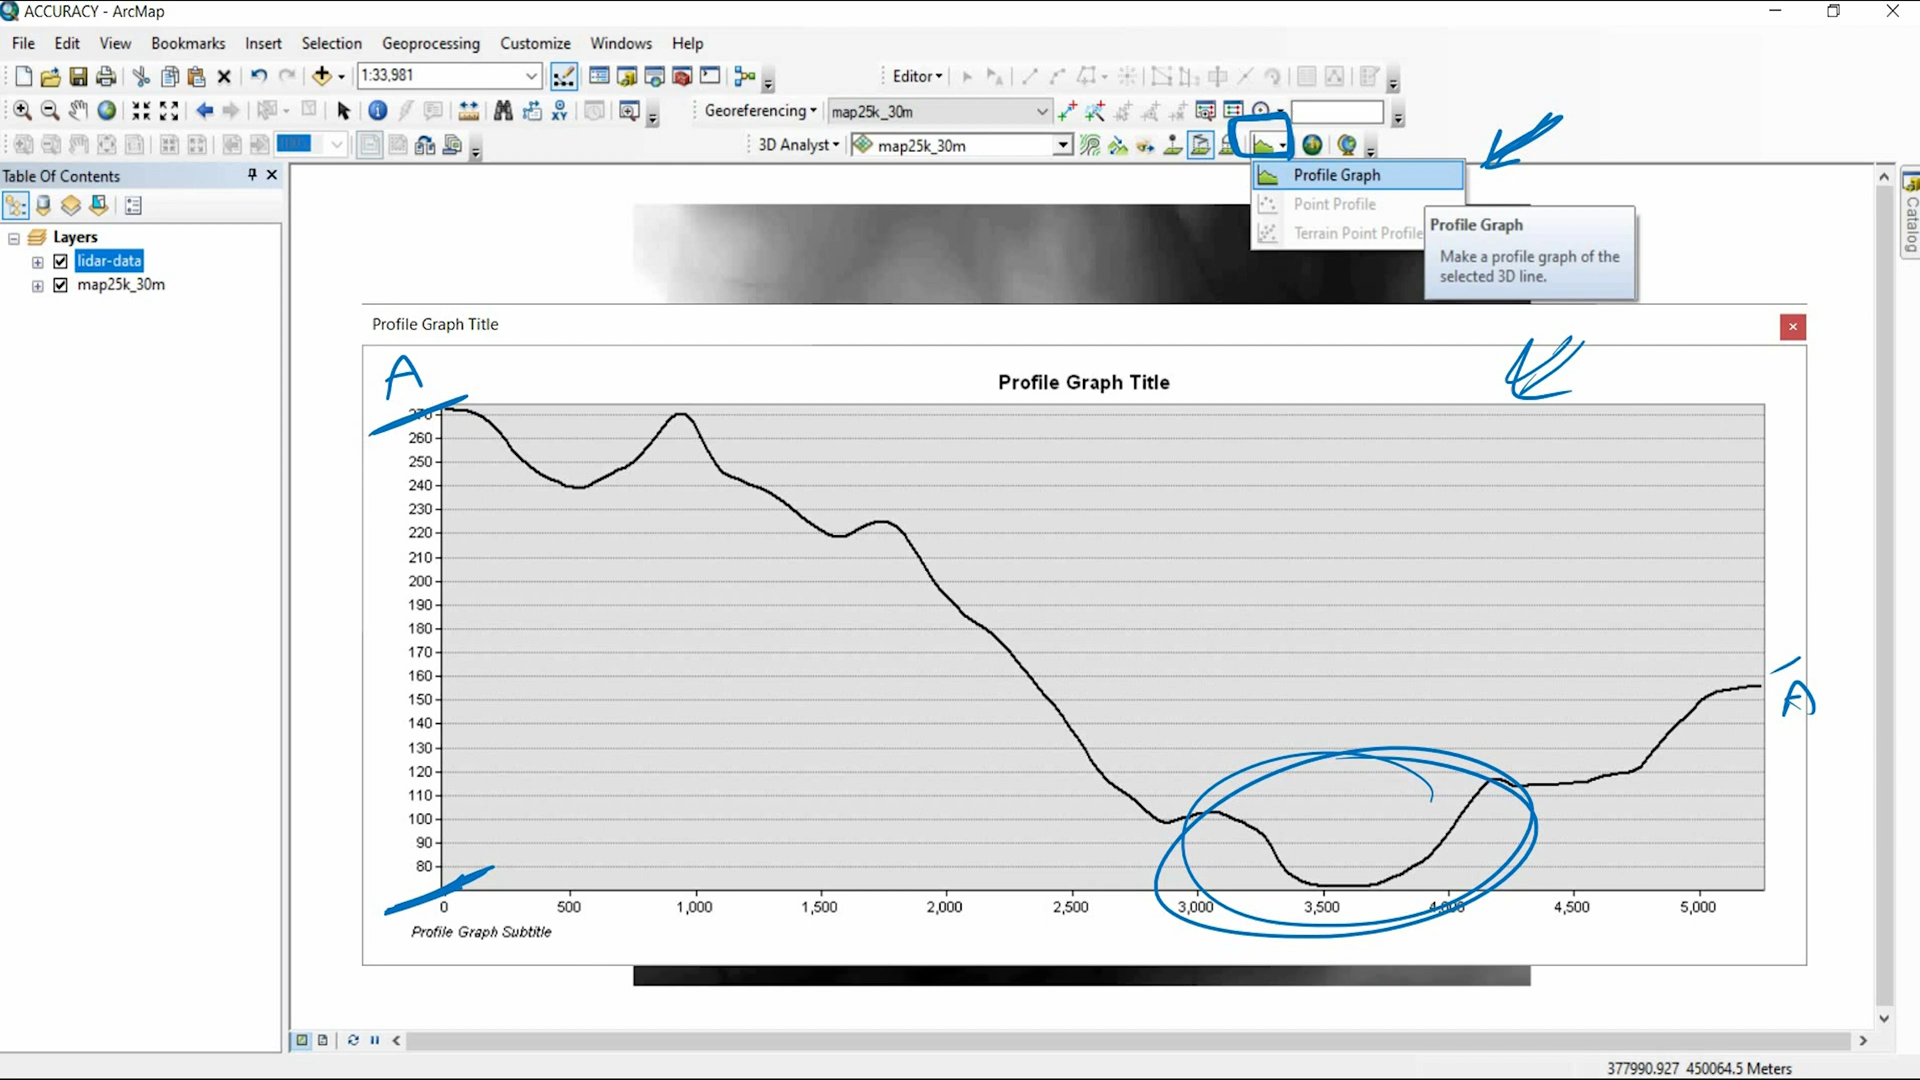 ACCURACY - ArcMap
File Edit View Bookmarks Insert Selection Geoprocessing Customize Windows Help
1:33,981
Editor
Georeferencing map25k_30m
3D Analyst map25k_30m
Table Of Contents
Profile Graph
Point Profile
Terrain Point Profile
Profile Graph
Make a profile graph of the
selected 3D line.
Catalog
Layers
lidar-data
map25k_30m
Profile Graph Title
A
Profile Graph Title
270
260
250
240
230
220
210
200
190
180
170
160
150
140
130
120
110
100
90
80
A
0 500 1,000 1,500 2,000 2,500 3,000 3,500 4,000 4,500 5,000
Profile Graph Subtitle
377990.927 450064.5 Meters